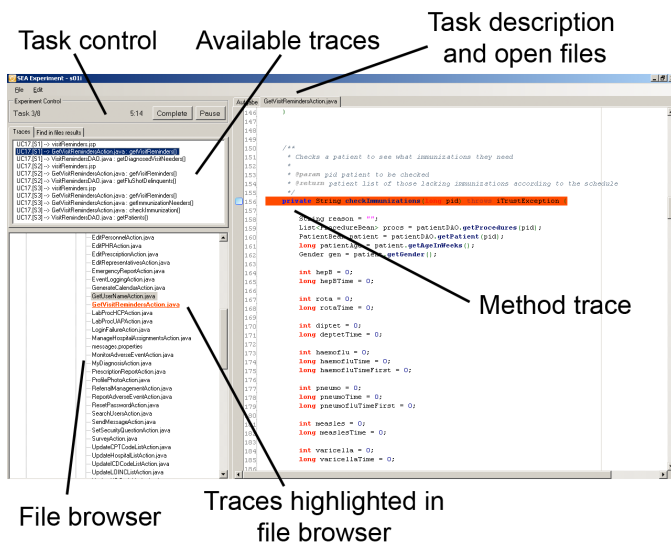 Task control
Available traces
Task description
and open files
SEA Experiment - s01i
File Edit
Experiment Control
Task 3/8 5:14 Complete Pause
Traces Find in files results
UC17,[S1] -> visitReminders.jsp
UC17,[S1] -> GetVisitRemindersAction.java : getVisitReminders()
UC17,[S1] -> VisitRemindersDAO.java : getDiagnosedVisitNeeders()
UC17,[S2] -> visitReminders.jsp
UC17,[S2] -> GetVisitRemindersAction.java : getVisitReminders()
UC17,[S2] -> VisitRemindersDAO.java : getFluShotDelinquents()
UC17,[S3] -> visitReminders.jsp
UC17,[S3] -> GetVisitRemindersAction.java : getVisitReminders()
UC17,[S3] -> GetVisitRemindersAction.java : getImmunizationNeeders()
UC17,[S3] -> GetVisitRemindersAction.java : checkImmunization()
UC17,[S3] -> VisitRemindersDAO.java : getPatients()
EditPersonnelAction.java
EditPHRAction.java
EditPrescriptionsAction.java
EditRepresentativesAction.java
EmergencyReportAction.java
EventLoggingAction.java
GenerateCalendarAction.java
GetUserNameAction.java
GetVisitRemindersAction.java
LabProcHCPAction.java
LabProcUAPAction.java
LoginFailureAction.java
ManageHospitalAssignmentsAction.java
messages.properties
MonitorAdverseEventAction.java
MyDiagnosisAction.java
PrescriptionReportAction.java
ProfilePhotoAction.java
ReferralManagementAction.java
ReportAdverseEventAction.java
ResetPasswordAction.java
SearchUsersAction.java
SendMessageAction.java
SetSecurityQuestionAction.java
SurveyAction.java
UpdateCPTCodeListAction.java
UpdateHospitalListAction.java
UpdateICDCodeListAction.java
UpdateLOINCListAction.java
GetVisitRemindersAction.java
146 }
147
148
149
150 /**
151 * Checks a patient to see what immunizations they need
152 *
153 * @param pid patient to be checked
154 * @return patient list of those lacking immunizations according to the schedule
155 */
156 private String checkImmunizations(long pid) throws iTrustException {
157
158 String reason = "";
159 List<ProcedureBean> procs = patientDAO.getProcedures(pid);
160 PatientBean patient = patientDAO.getPatient(pid);
161 long patientAge = patient.getAgeInWeeks();
162 Gender gen = patient.getGender();
163
164 int hepB = 0;
165 long hepBTime = 0;
166
167 int rota = 0;
168 long rotaTime = 0;
169
170 int diptet = 0;
171 long deptetTime = 0;
172
173 int haemoflu = 0;
174 long haemofluTime = 0;
175 long haemofluTimeFirst = 0;
176
177 int pneumo = 0;
178 long pneumoTime = 0;
179 long pneumofluTimeFirst = 0;
180
181 int measles = 0;
182 long measlesTime = 0;
183
184 int varicella = 0;
185 long varicellaTime = 0;
186
Method trace
File browser
Traces highlighted in
file browser